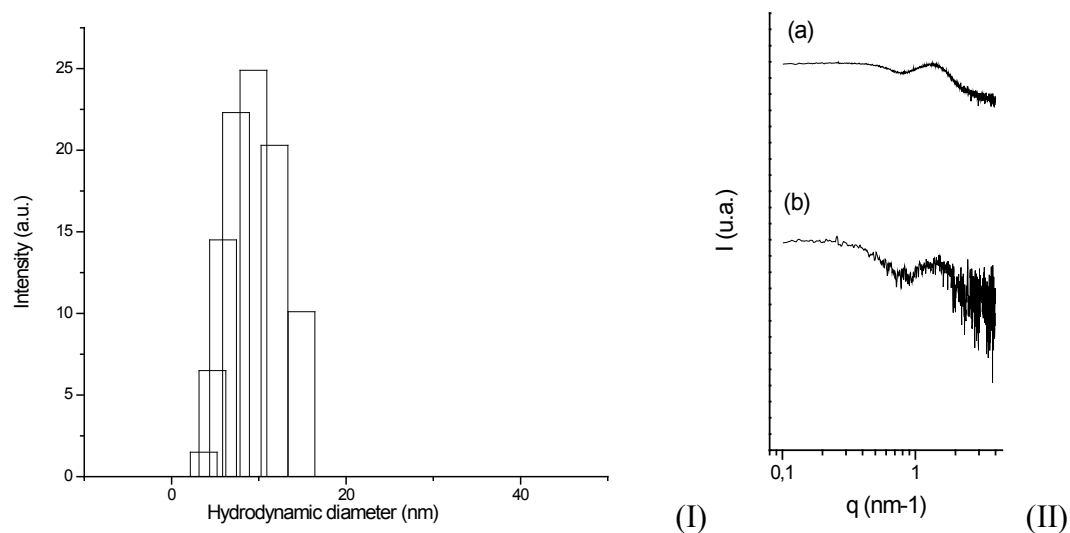 25
20
15
10
5
0
Intensity (a.u.)
0
20
40
Hydrodynamic diameter (nm)
(I)
(a)
(b)
I (u.a.)
0,1
1
q (nm-1)
(II)